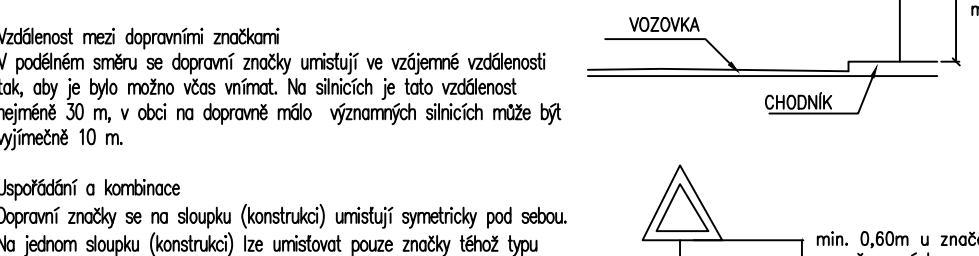 Vzdálenost mezi dopravními značkami
V podélném směru se dopravní značky umisťují ve vzájemné vzdálenosti
tak, aby je bylo možno včas vnímat. Na silnicích je tato vzdálenost
nejméně 30 m, v obci na dopravně málo významných silnicích může být
vyjímečně 10 m.
Uspořádání a kombinace
Dopravní značky se na sloupku (konstrukci) umisťují symetricky pod sebou.
Na jednom sloupku (konstrukci) lze umisťovat pouze značky téhož typu
VOZOVKA
CHODNÍK
min. 0,60m u